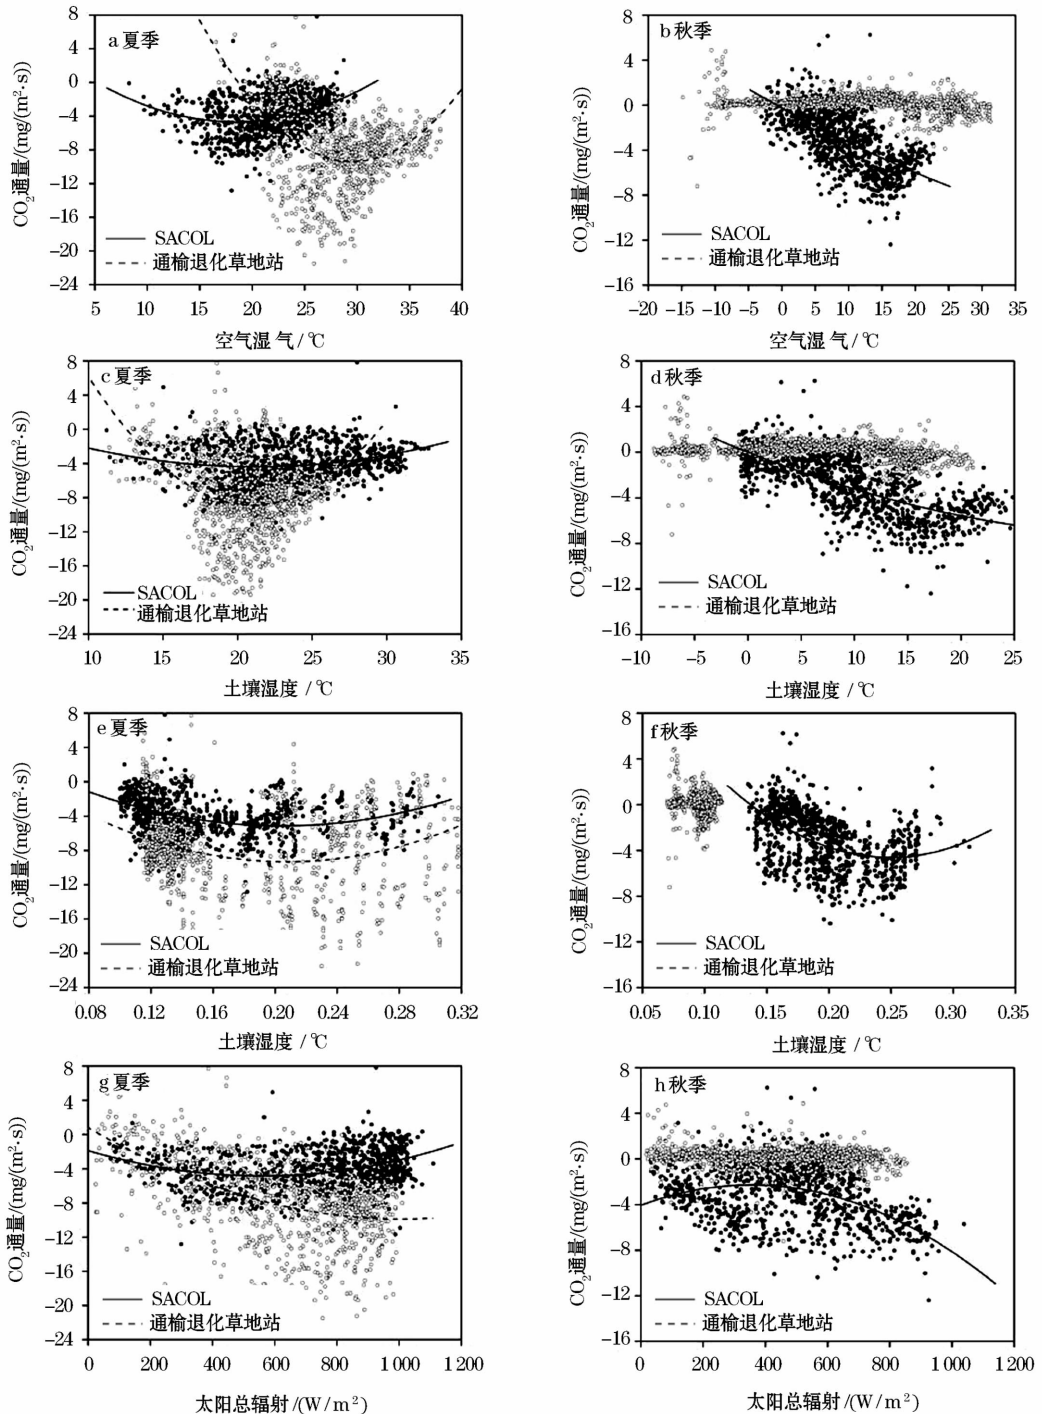 a 夏季
8
4
0
-4
-8
-12
-16
-20
-24
CO₂通量/(mg/(m²·s))
SACOL
通榆退化草地站
5 10 15 20 25 30 35 40
空气湿 气/℃
b 秋季
8
4
0
-4
-8
-12
-16
CO₂通量/(mg/(m²·s))
SACOL
通榆退化草地站
-20 -15 -10 -5 0 5 10 15 20 25 30 35
空气湿 气/℃
c 夏季
8
4
0
-4
-8
-12
-16
-20
-24
CO₂通量/(mg/(m²·s))
SACOL
通榆退化草地站
10 15 20 25 30 35
土壤湿度 /℃
d 秋季
8
4
0
-4
-8
-12
-16
CO₂通量/(mg/(m²·s))
SACOL
通榆退化草地站
-10 -5 0 5 10 15 20 25
土壤湿度 /℃
e 夏季
8
4
0
-4
-8
-12
-16
-20
-24
CO₂通量/(mg/(m²·s))
SACOL
通榆退化草地站
0.08 0.12 0.16 0.20 0.24 0.28 0.32
土壤湿度 /℃
f 秋季
8
4
0
-4
-8
-12
-16
CO₂通量/(mg/(m²·s))
SACOL
通榆退化草地站
0.05 0.10 0.15 0.20 0.25 0.30 0.35
土壤湿度 /℃
g 夏季
8
4
0
-4
-8
-12
-16
-20
-24
CO₂通量/(mg/(m²·s))
SACOL
通榆退化草地站
0 200 400 600 800 1 000 1 200
太阳总辐射 /(W/m²)
h 秋季
8
4
0
-4
-8
-12
-16
CO₂通量/(mg/(m²·s))
SACOL
通榆退化草地站
0 200 400 600 800 1 000 1 200
太阳总辐射 /(W/m²)